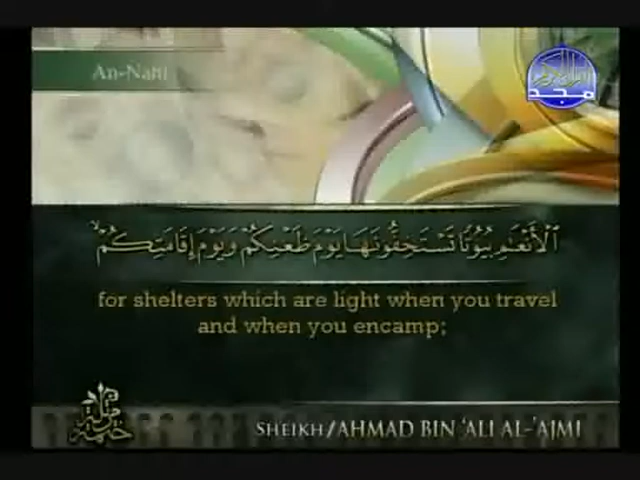 An-Nahl
مجد
ٱلْأَنْعَٰمِ بُيُوتًا تَسْتَخِفُّونَهَا يَوْمَ ظَعْنِكُمْ وَيَوْمَ إِقَامَتِكُمْ ۙ
for shelters which are light when you travel
and when you encamp;
SHEIKH/AHMAD BIN 'ALI AL-'AJMI